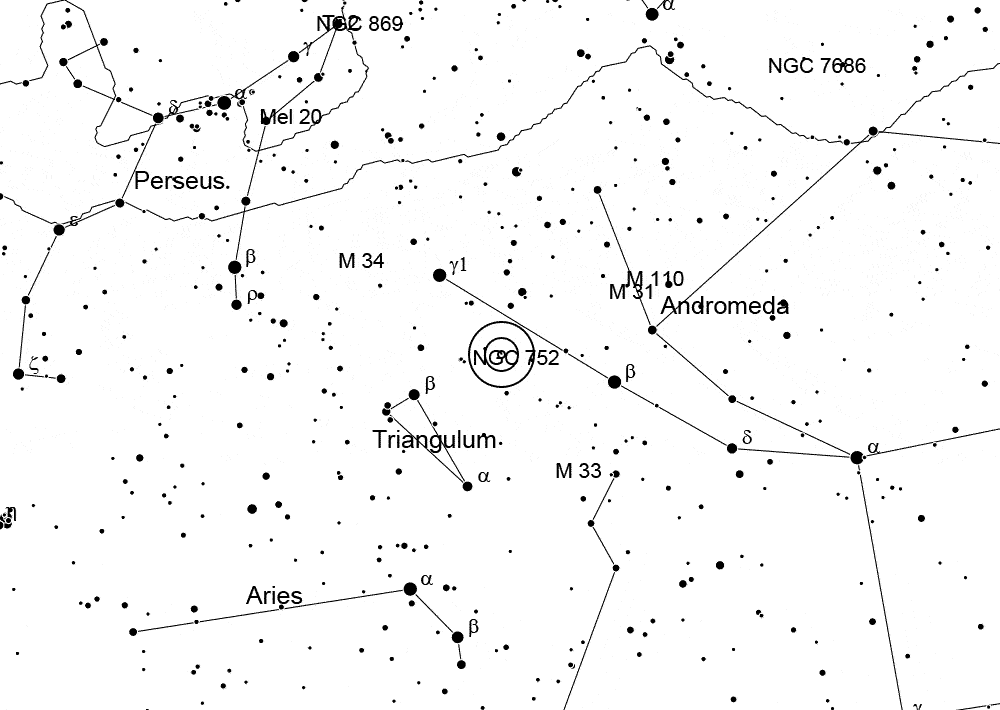 α
NGC 869
γ
NGC 7686
α
δ
Mel 20
Perseus
ε
β
M 34
γ1
M 110
ρ
M 31
Andromeda
NGC 752
ζ
β
β
Triangulum
δ
α
M 33
α
η
α
Aries
β
γ